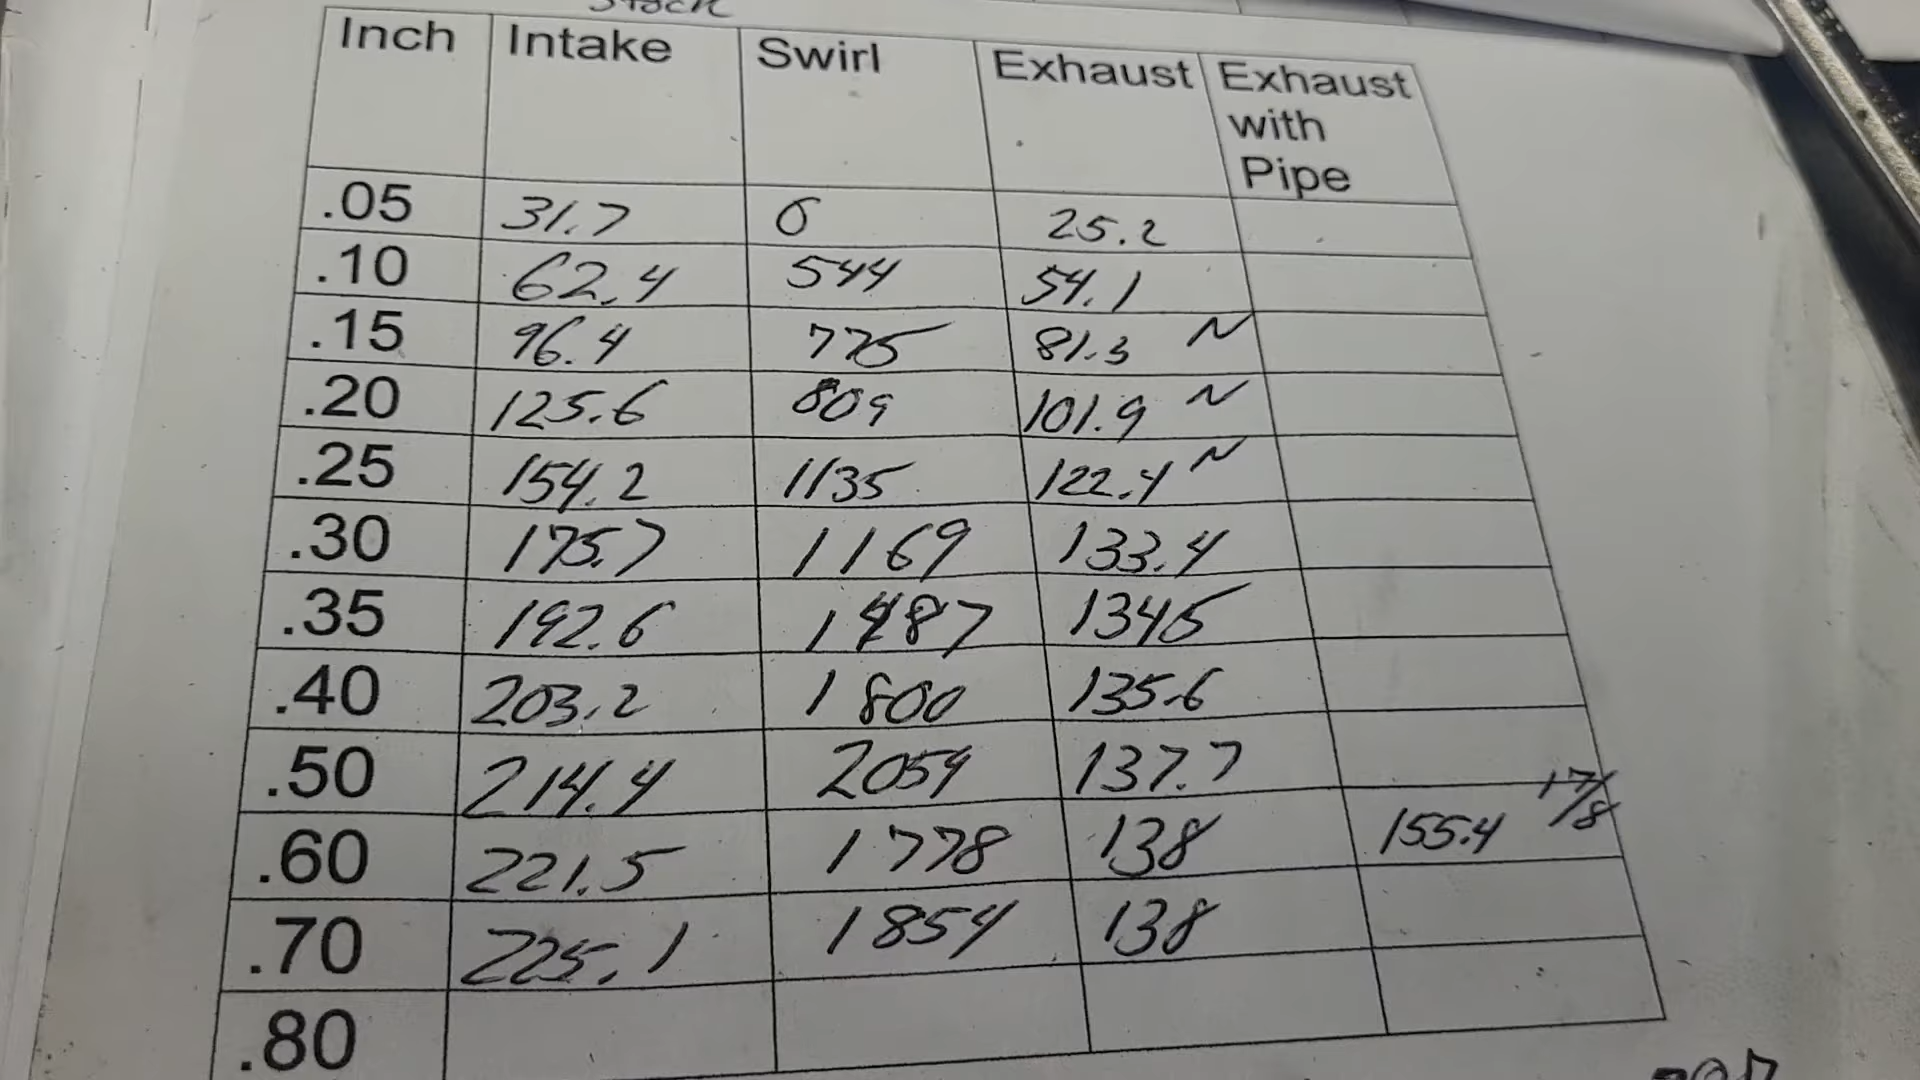 Stock
Inch Intake Swirl Exhaust Exhaust with Pipe
.05 31.7 0 25.2
.10 62.4 544 54.1
.15 96.4 775 81.3 N
.20 125.6 809 101.9 N
.25 154.2 1135 122.4 N
.30 175.7 1169 133.4
.35 192.6 1487 134.5
.40 203.2 1800 135.6
.50 214.4 2054 137.7
.60 221.5 1778 138 155.4 1 7/8
.70 225.1 1854 138
.80